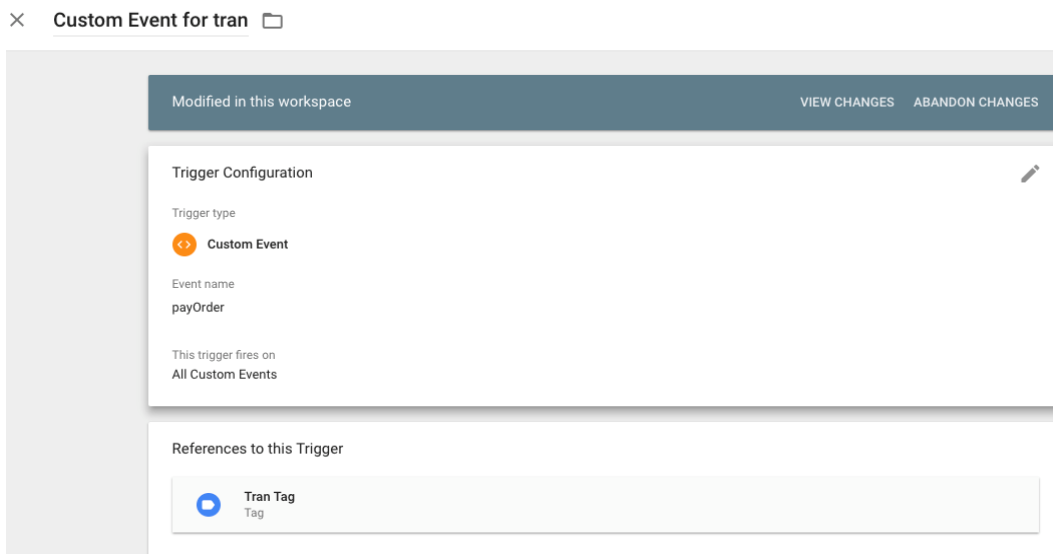 Custom Event for tran
Modified in this workspace VIEW CHANGES ABANDON CHANGES
Trigger Configuration
Trigger type
Custom Event
Event name
payOrder
This trigger fires on
All Custom Events
References to this Trigger
Tran Tag
Tag